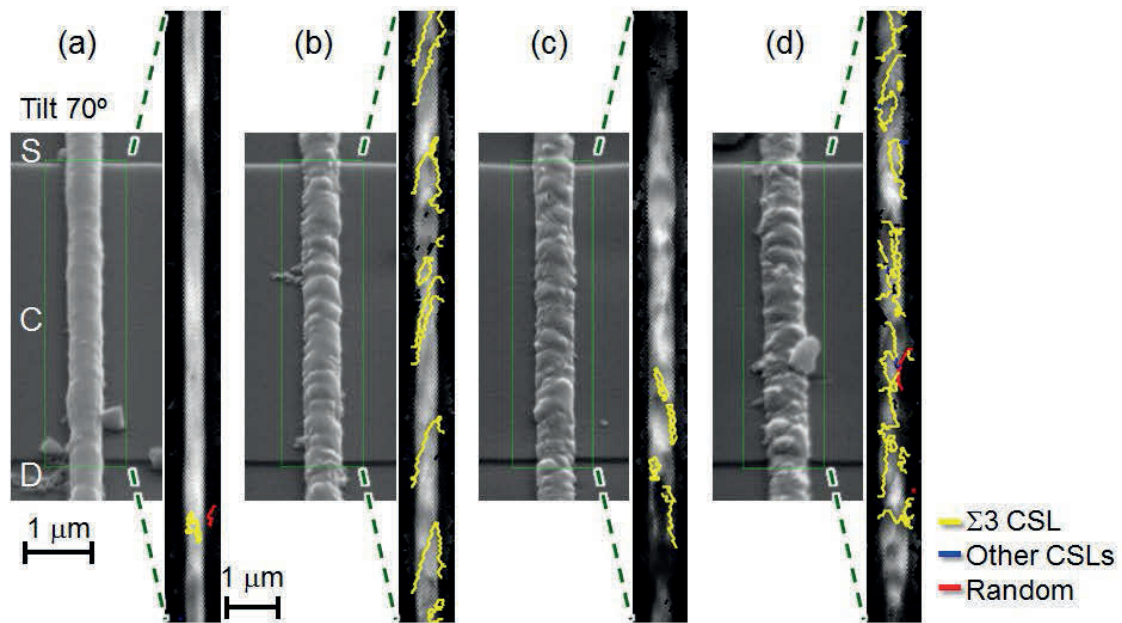 (a)
(b)
(c)
(d)
Tilt 70º
S
C
D
1 μm
1 μm
Σ3 CSL
Other CSLs
Random